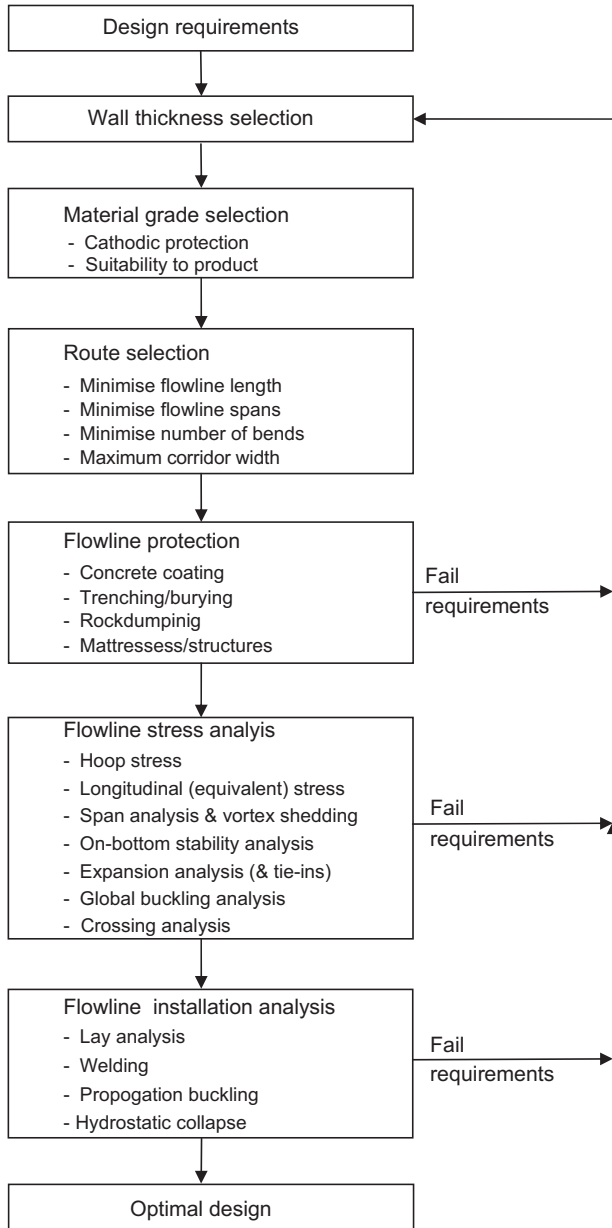 Design requirements
Wall thickness selection
Material grade selection
- Cathodic protection
- Suitability to product
Route selection
- Minimise flowline length
- Minimise flowline spans
- Minimise number of bends
- Maximum corridor width
Flowline protection
- Concrete coating
- Trenching/burying
- Rockdumpinig
- Mattressess/structures
Fail
requirements
Flowline stress analyis
- Hoop stress
- Longitudinal (equivalent) stress
- Span analysis & vortex shedding
- On-bottom stability analysis
- Expansion analysis (& tie-ins)
- Global buckling analysis
- Crossing analysis
Fail
requirements
Flowline installation analysis
- Lay analysis
- Welding
- Propogation buckling
- Hydrostatic collapse
Fail
requirements
Optimal design